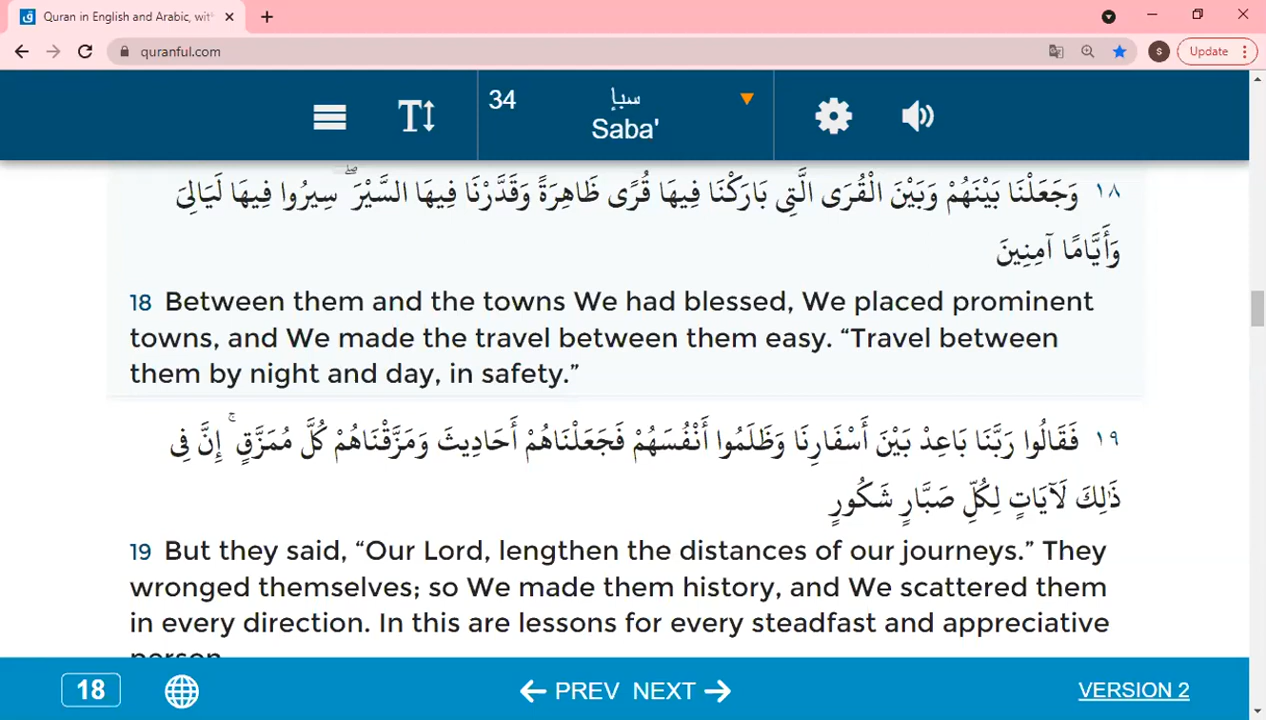 Quran in English and Arabic, wit
quranful.com
S
Update
34
سبإ
Saba'
١٨ وَجَعَلْنَا بَيْنَهُمْ وَبَيْنَ الْقُرَى الَّتِي بَارَكْنَا فِيهَا قُرًى ظَاهِرَةً وَقَدَّرْنَا فِيهَا السَّيْرَ ۖ سِيرُوا فِيهَا لَيَالِيَ
وَأَيَّامًا آمِنِينَ
18 Between them and the towns We had blessed, We placed prominent
towns, and We made the travel between them easy. “Travel between
them by night and day, in safety.”
١٩ فَقَالُوا رَبَّنَا بَاعِدْ بَيْنَ أَسْفَارِنَا وَظَلَمُوا أَنْفُسَهُمْ فَجَعَلْنَاهُمْ أَحَادِيثَ وَمَزَّقْنَاهُمْ كُلَّ مُمَزَّقٍ ۚ إِنَّ فِي
ذَٰلِكَ لَآيَاتٍ لِكُلِّ صَبَّارٍ شَكُورٍ
19 But they said, “Our Lord, lengthen the distances of our journeys.” They
wronged themselves; so We made them history, and We scattered them
in every direction. In this are lessons for every steadfast and appreciative
person.
18
PREV NEXT
VERSION 2